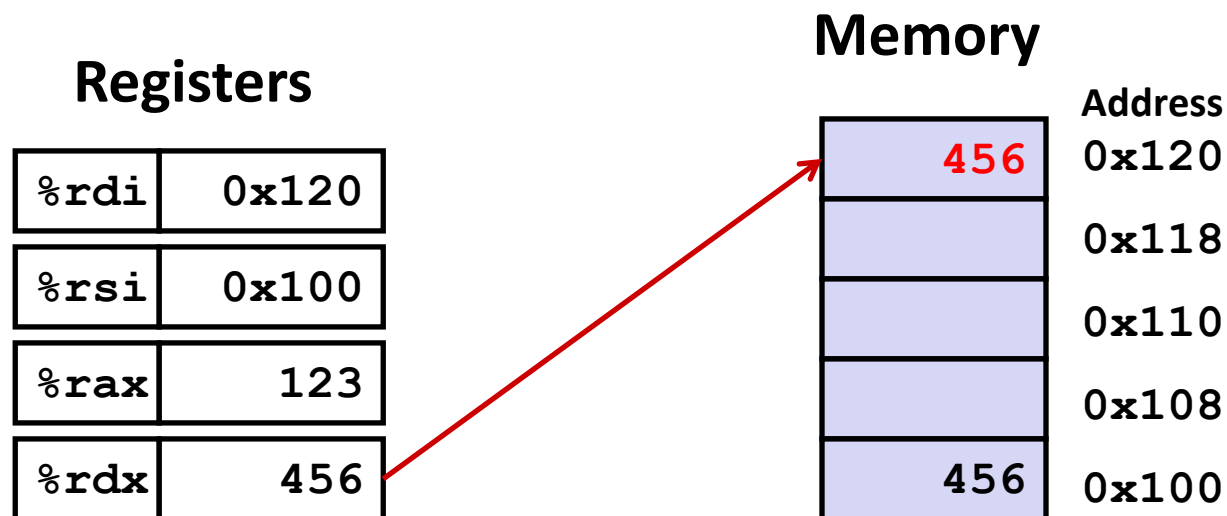 Registers
%rdi 0x120
%rsi 0x100
%rax 123
%rdx 456
Memory
Address
456 0x120
0x118
0x110
0x108
456 0x100